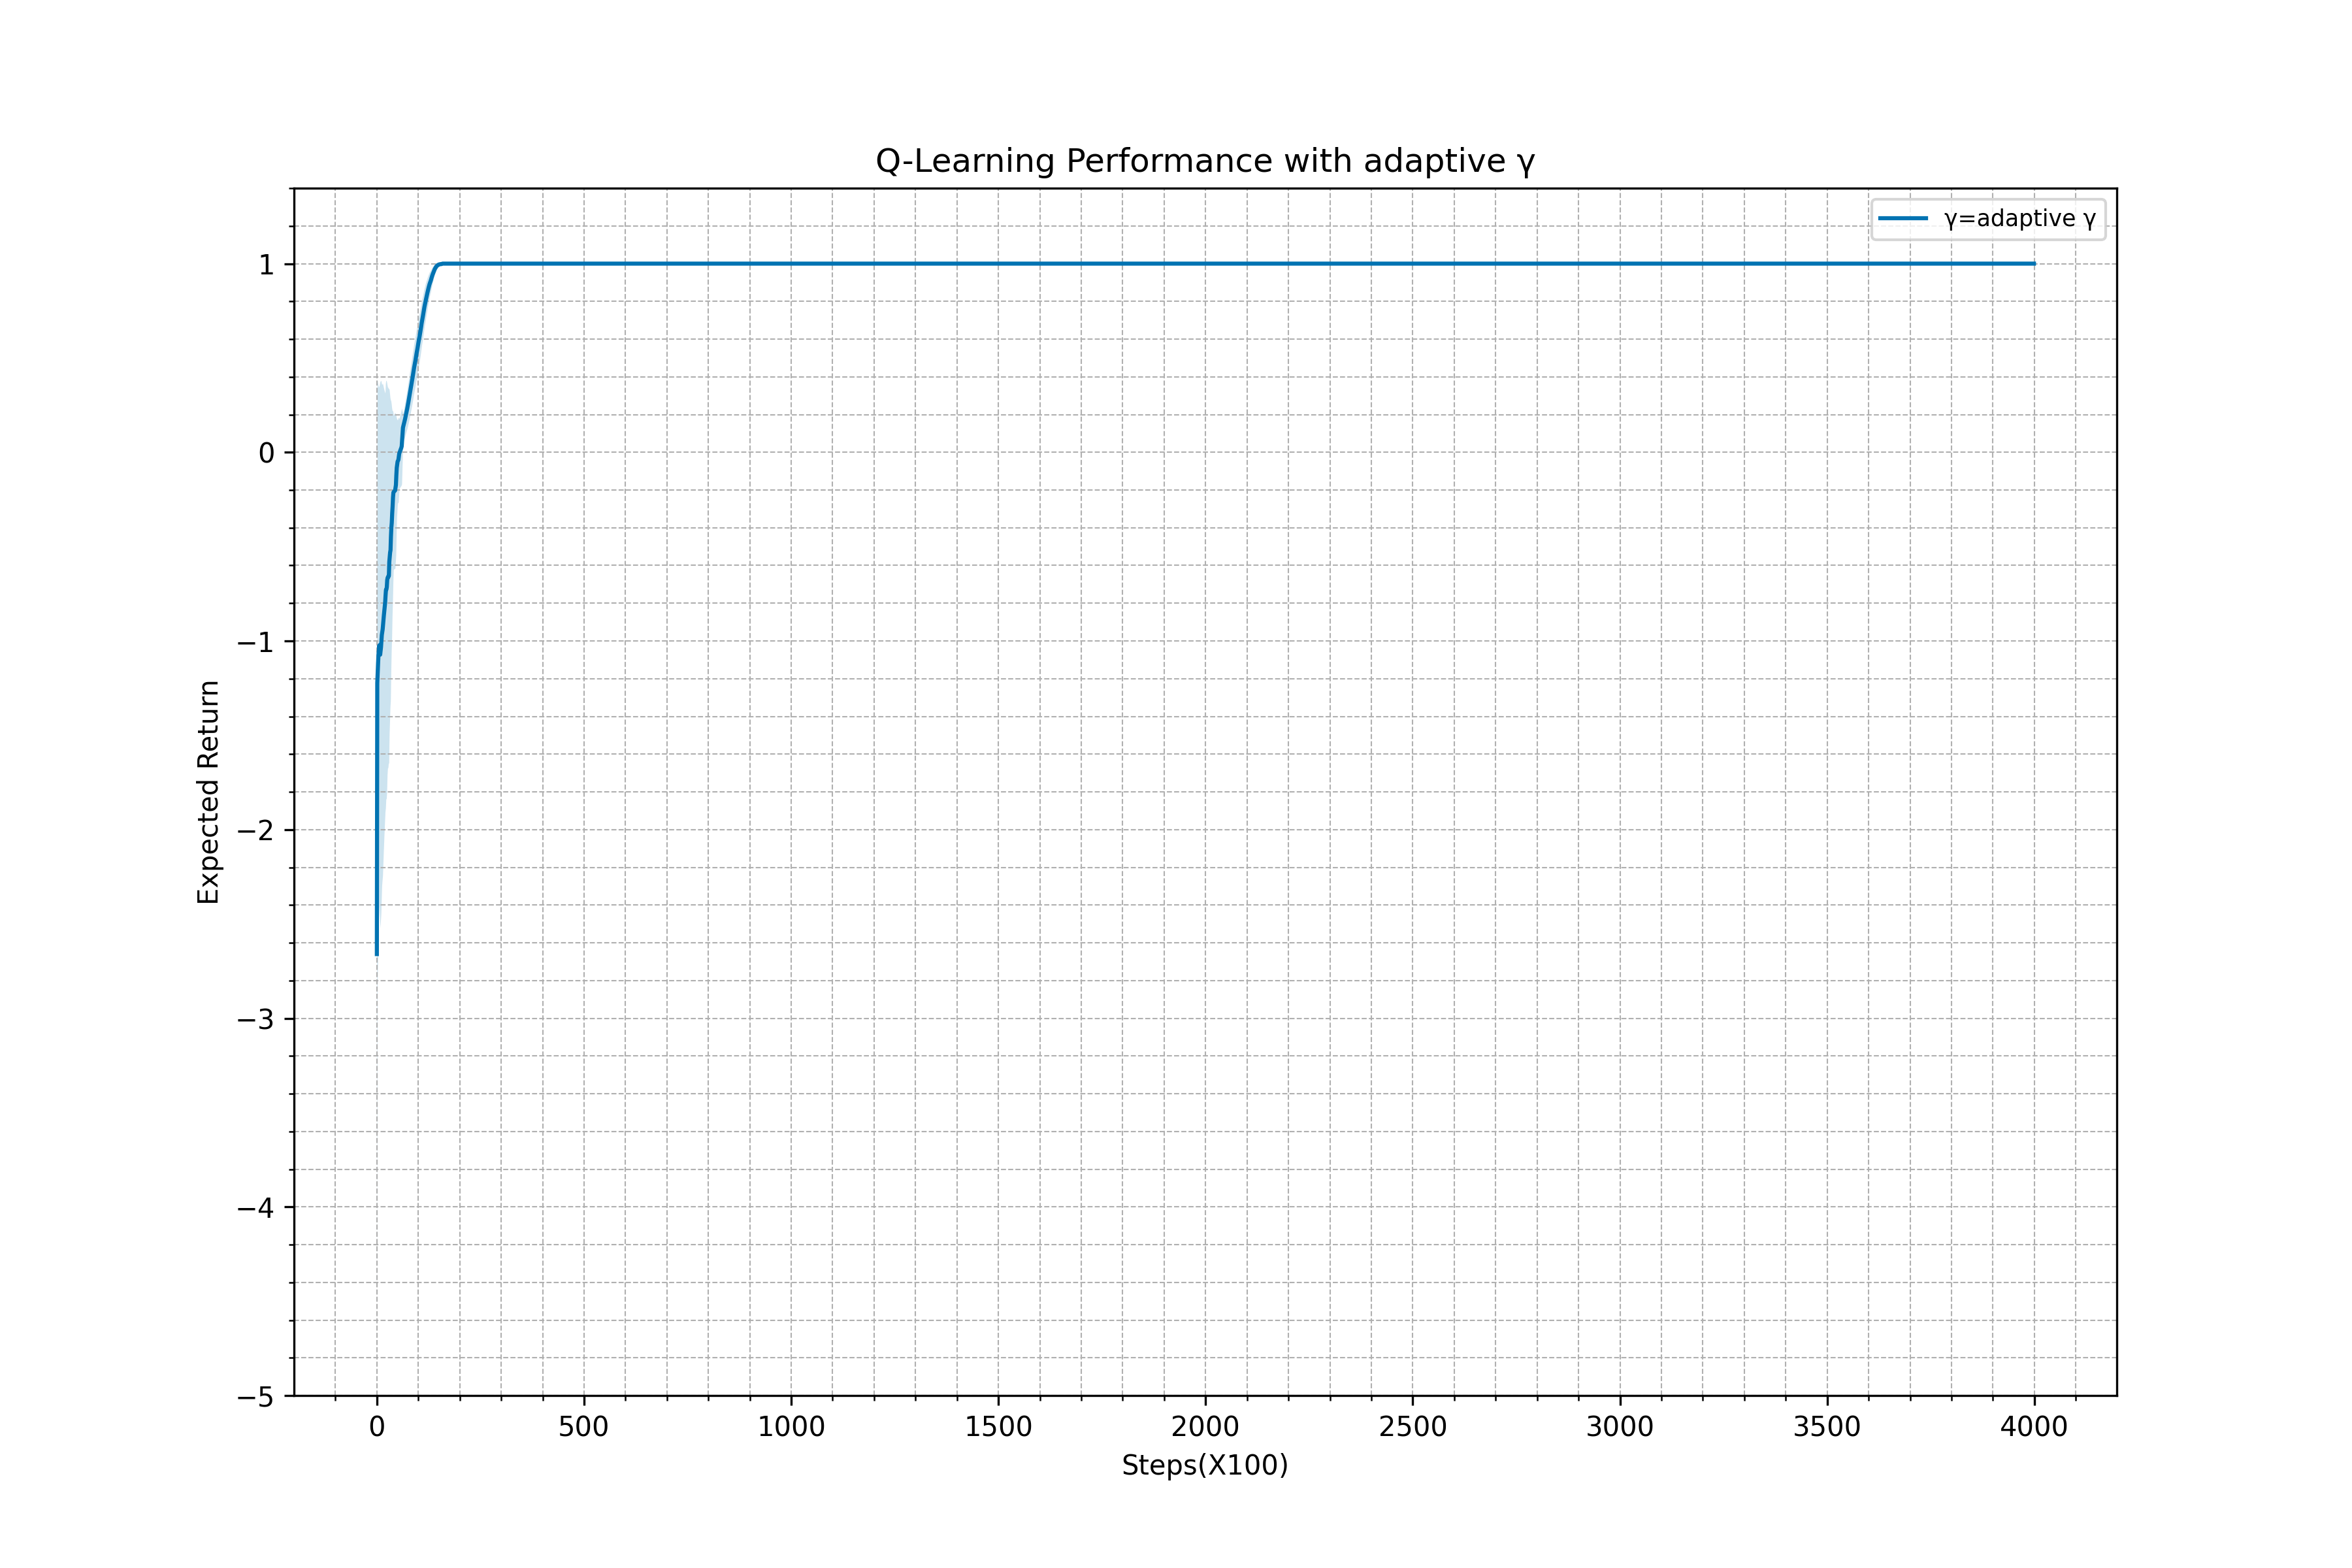 Q-Learning Performance with adaptive γ
γ=adaptive γ
1
0
−1
−2
−3
−4
−5
Expected Return
0 500 1000 1500 2000 2500 3000 3500 4000
Steps(X100)